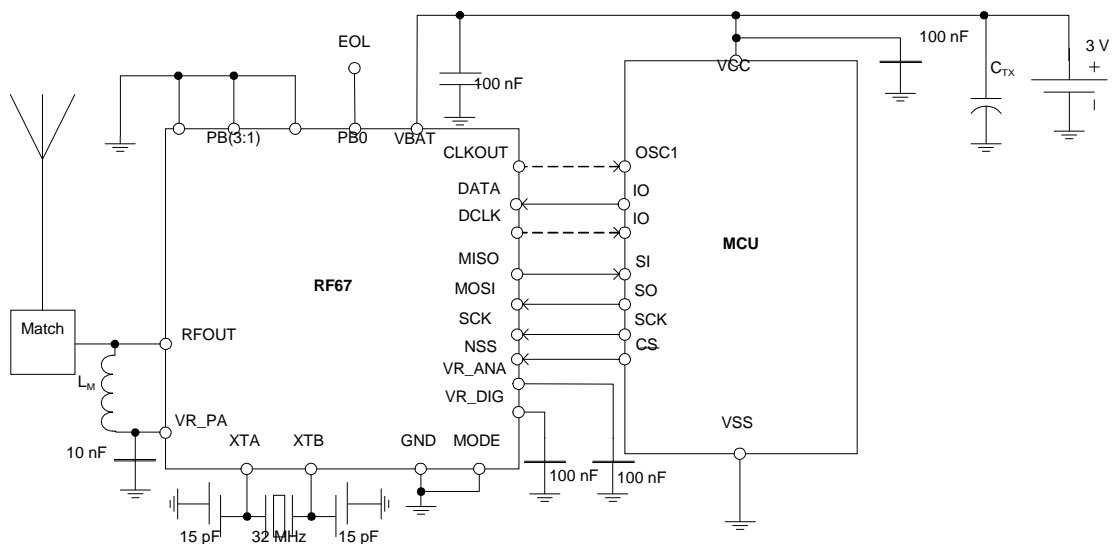 EOL
100 nF
3 V
+
CTX
VCC
100 nF
PB(3:1)
PB0
VBAT
CLKOUT
OSC1
DATA
IO
DCLK
IO
MCU
MISO
SI
RF67
MOSI
SO
SCK
SCK
Match
RFOUT
NSS
CS
VR_ANA
LM
VR_DIG
VR_PA
VSS
XTA
XTB
GND
MODE
10 nF
100 nF
100 nF
15 pF
32 MHz
15 pF